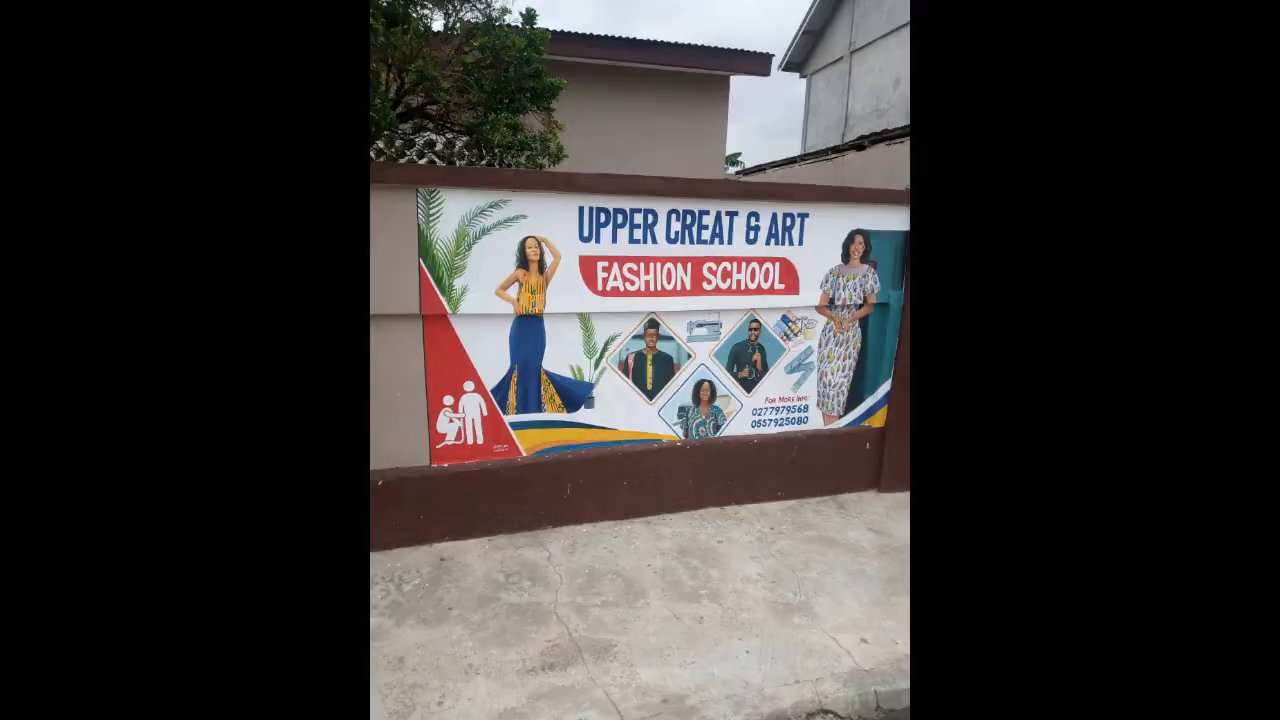 UPPER CREAT & ART
FASHION SCHOOL
FOR MORE INFO:
0277979568
0557925080